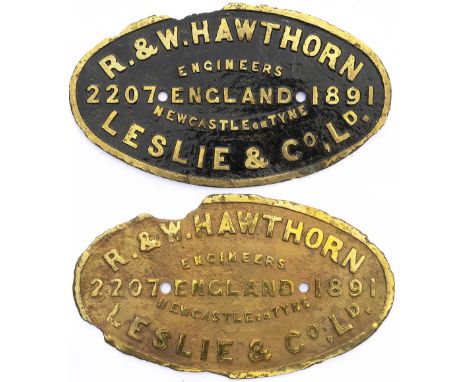 R. & W. HAWTHORN
ENGINEERS
2207 ENGLAND 1891
NEWCASTLE ON TYNE
LESLIE & Co, LD.
R. & W. HAWTHORN
ENGINEERS
2207 ENGLAND 1891
NEWCASTLE ON TYNE
LESLIE & Co, LD.